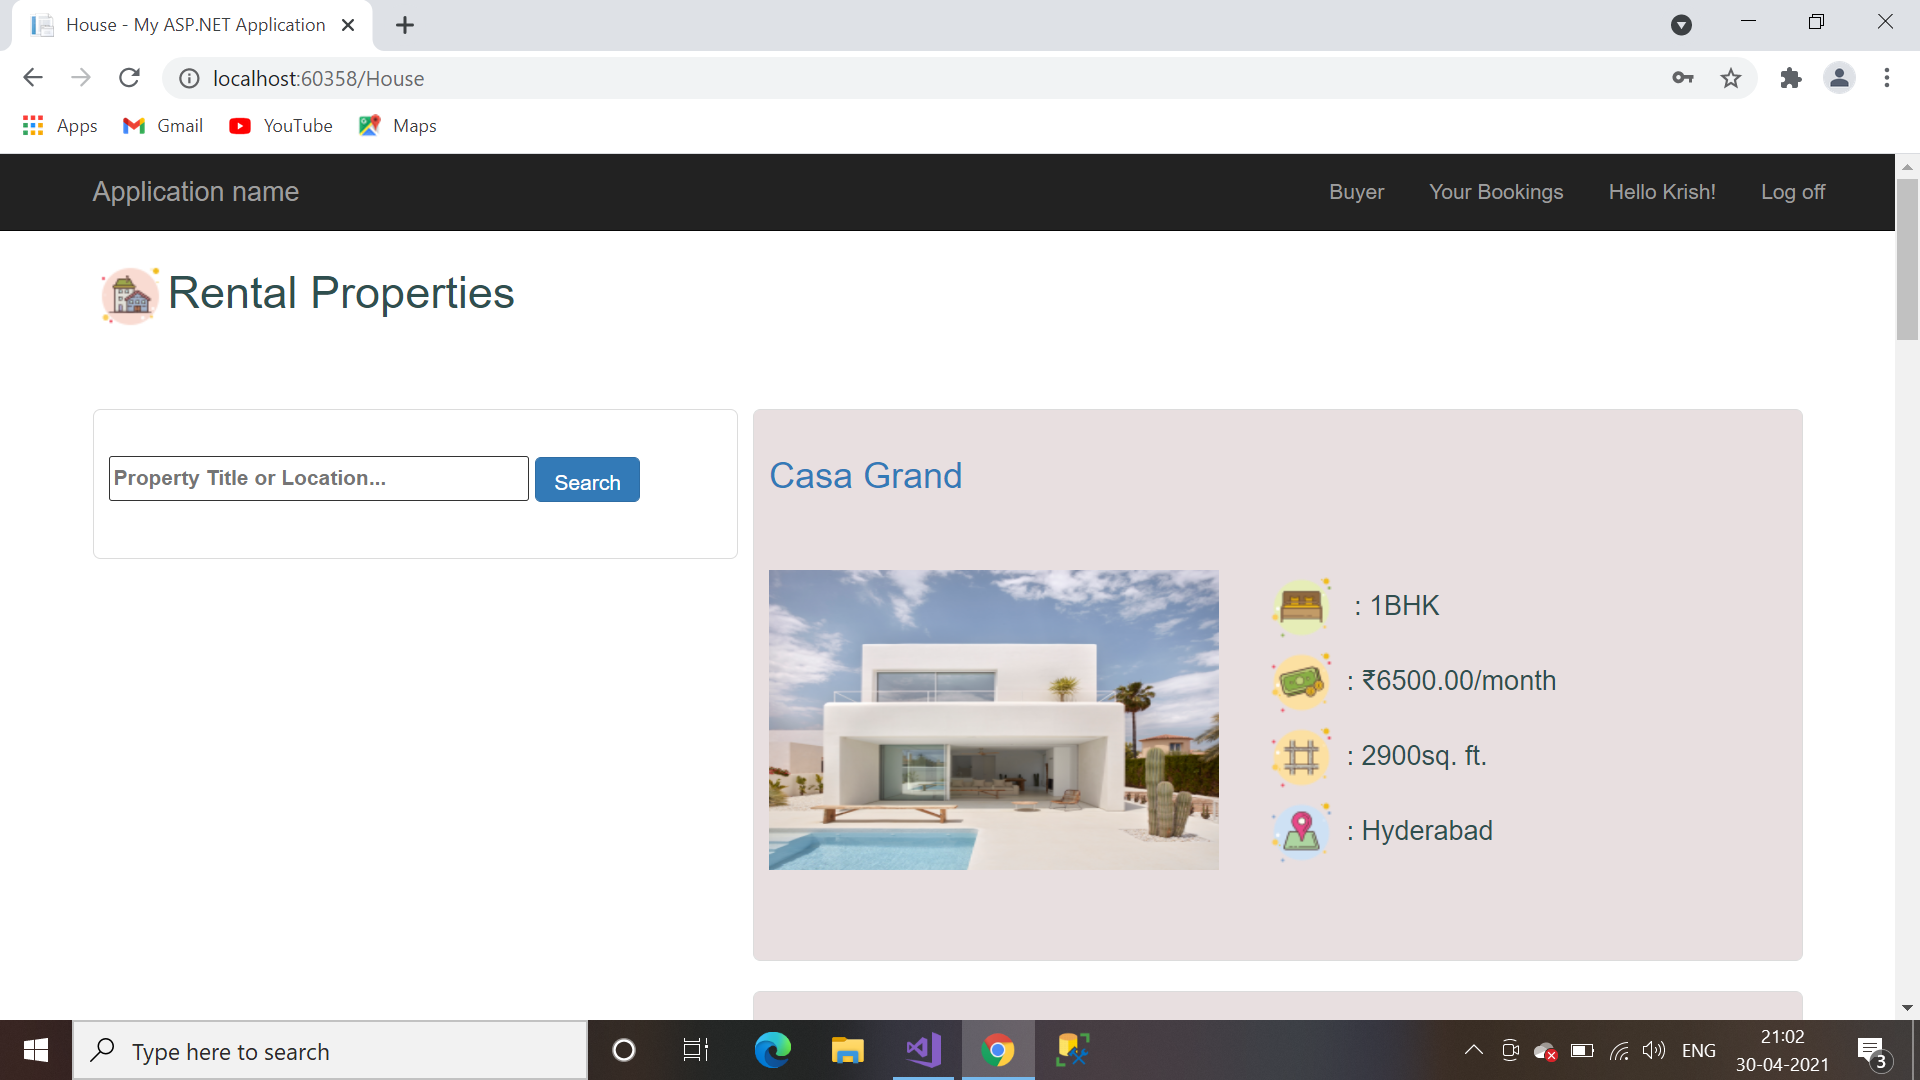 House - My ASP.NET Application
localhost:60358/House
Apps Gmail YouTube Maps
Application name Buyer Your Bookings Hello Krish! Log off
Rental Properties
Property Title or Location... Search
Casa Grand
: 1BHK
: ₹6500.00/month
: 2900sq. ft.
: Hyderabad
Type here to search
ENG
21:02
30-04-2021
3